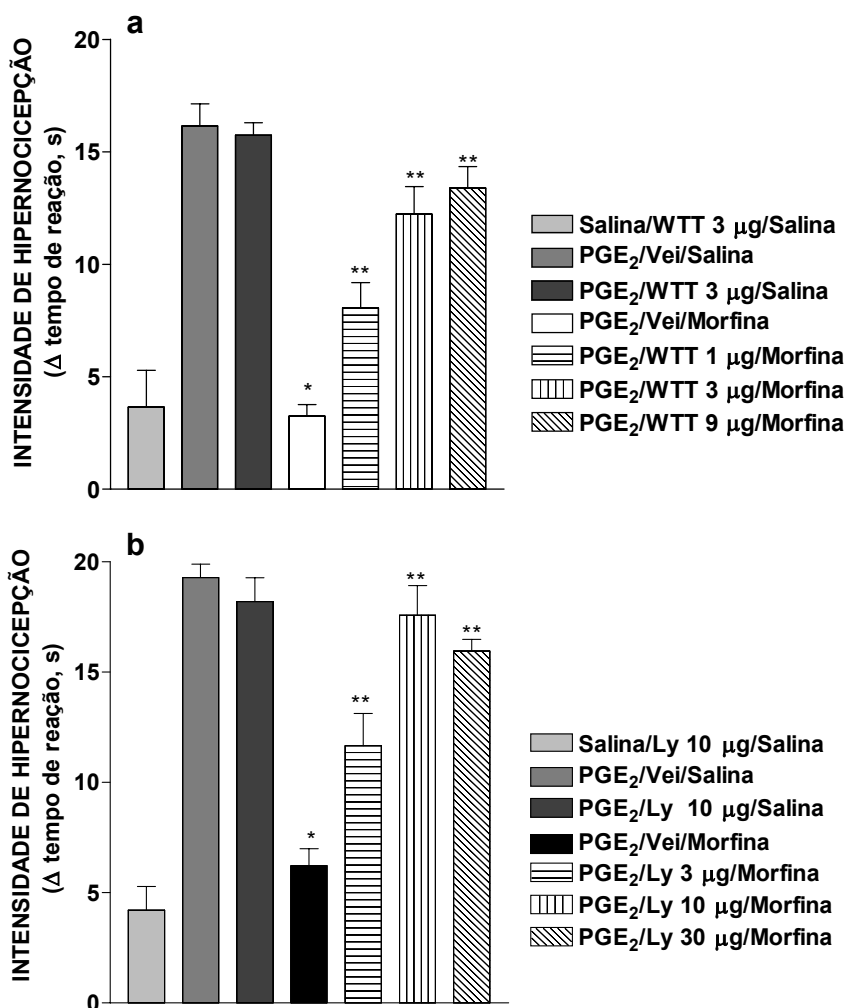 a
INTENSIDADE DE HIPERNOCICEPÇÃO
(Δ tempo de reação, s)
20
15
10
5
0
**
**
**
*
Salina/WTT 3 μg/Salina
PGE2/Vei/Salina
PGE2/WTT 3 μg/Salina
PGE2/Vei/Morfina
PGE2/WTT 1 μg/Morfina
PGE2/WTT 3 μg/Morfina
PGE2/WTT 9 μg/Morfina
b
INTENSIDADE DE HIPERNOCICEPÇÃO
(Δ tempo de reação, s)
20
15
10
5
0
**
**
**
*
Salina/Ly 10 μg/Salina
PGE2/Vei/Salina
PGE2/Ly 10 μg/Salina
PGE2/Vei/Morfina
PGE2/Ly 3 μg/Morfina
PGE2/Ly 10 μg/Morfina
PGE2/Ly 30 μg/Morfina